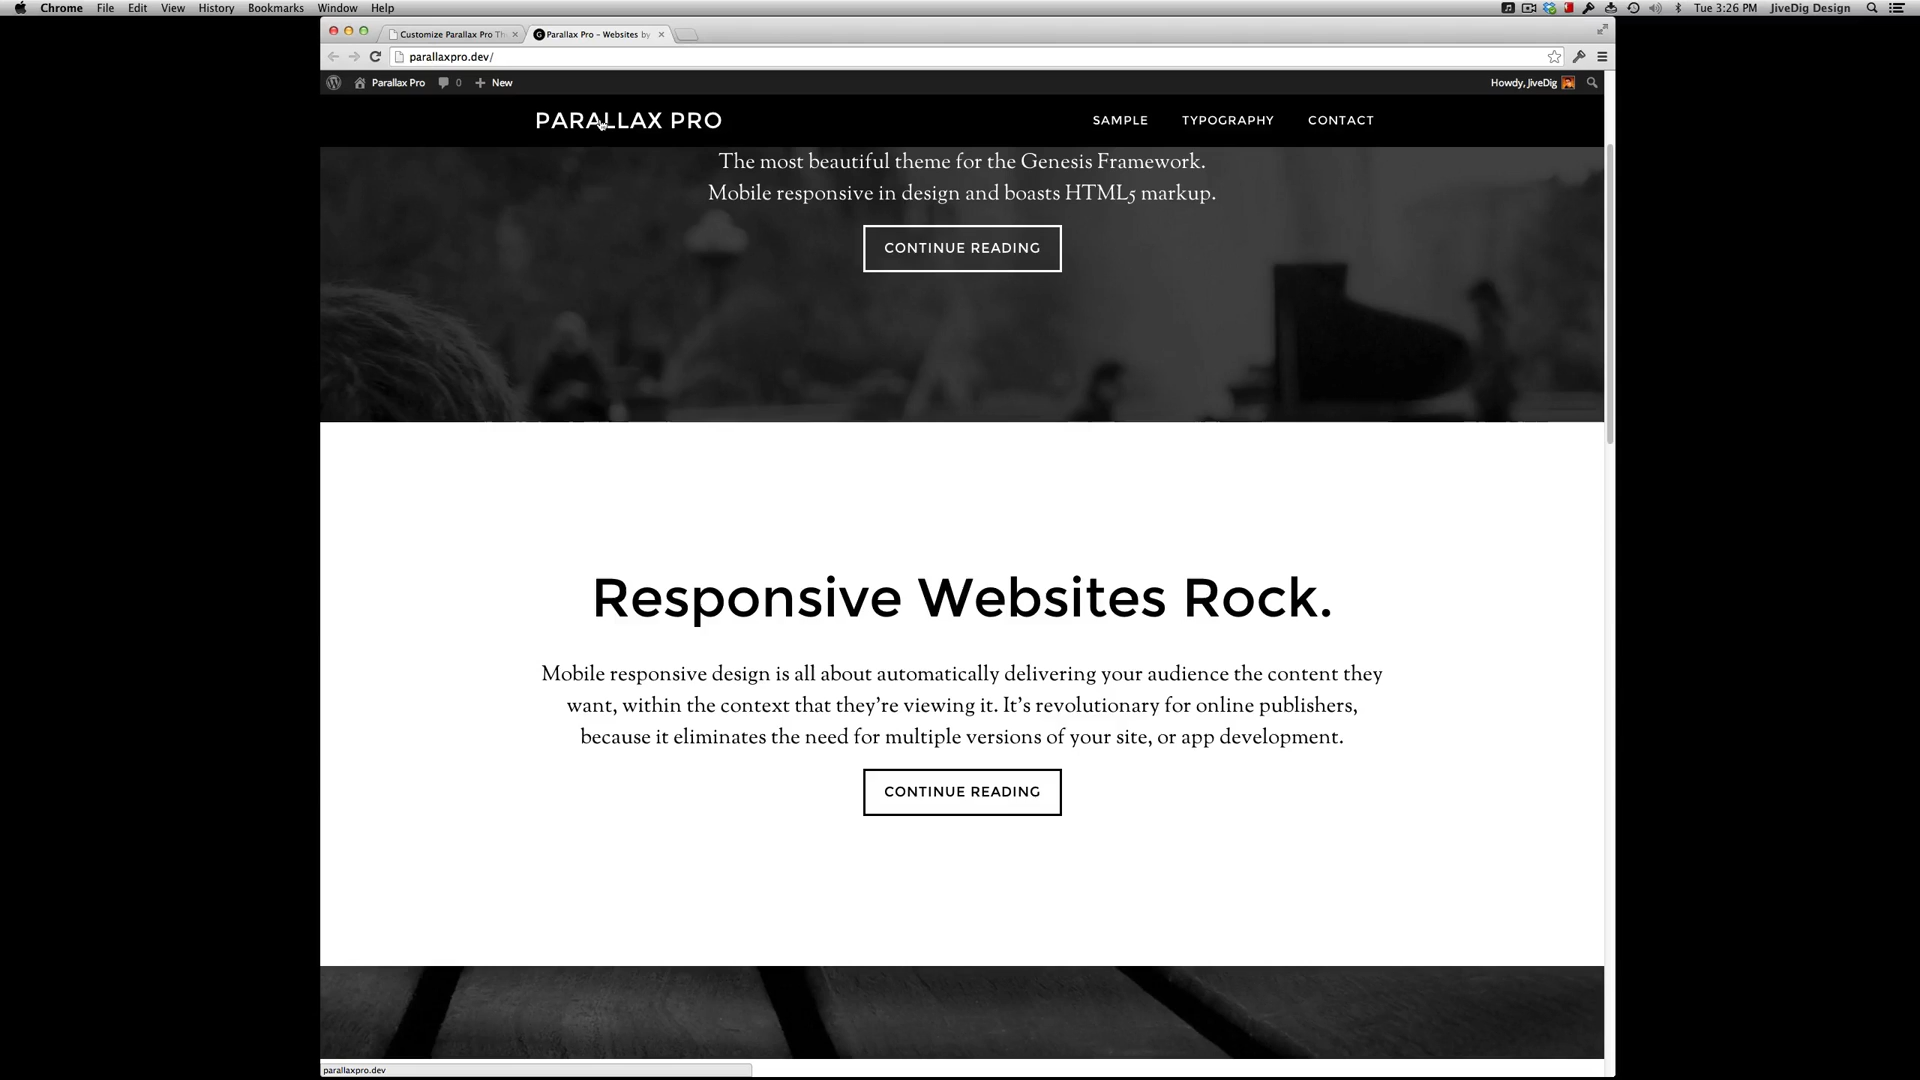 Chrome File Edit View History Bookmarks Window Help
Tue 3:26 PM JiveDig Design
Customize Parallax Pro Th
Parallax Pro – Websites by
parallaxpro.dev/
Parallax Pro 0 New
Howdy, JiveDig
PARALLAX PRO
SAMPLE TYPOGRAPHY CONTACT
The most beautiful theme for the Genesis Framework.
Mobile responsive in design and boasts HTML5 markup.
CONTINUE READING
Responsive Websites Rock.
Mobile responsive design is all about automatically delivering your audience the content they
want, within the context that they’re viewing it. It’s revolutionary for online publishers,
because it eliminates the need for multiple versions of your site, or app development.
CONTINUE READING
parallaxpro.dev